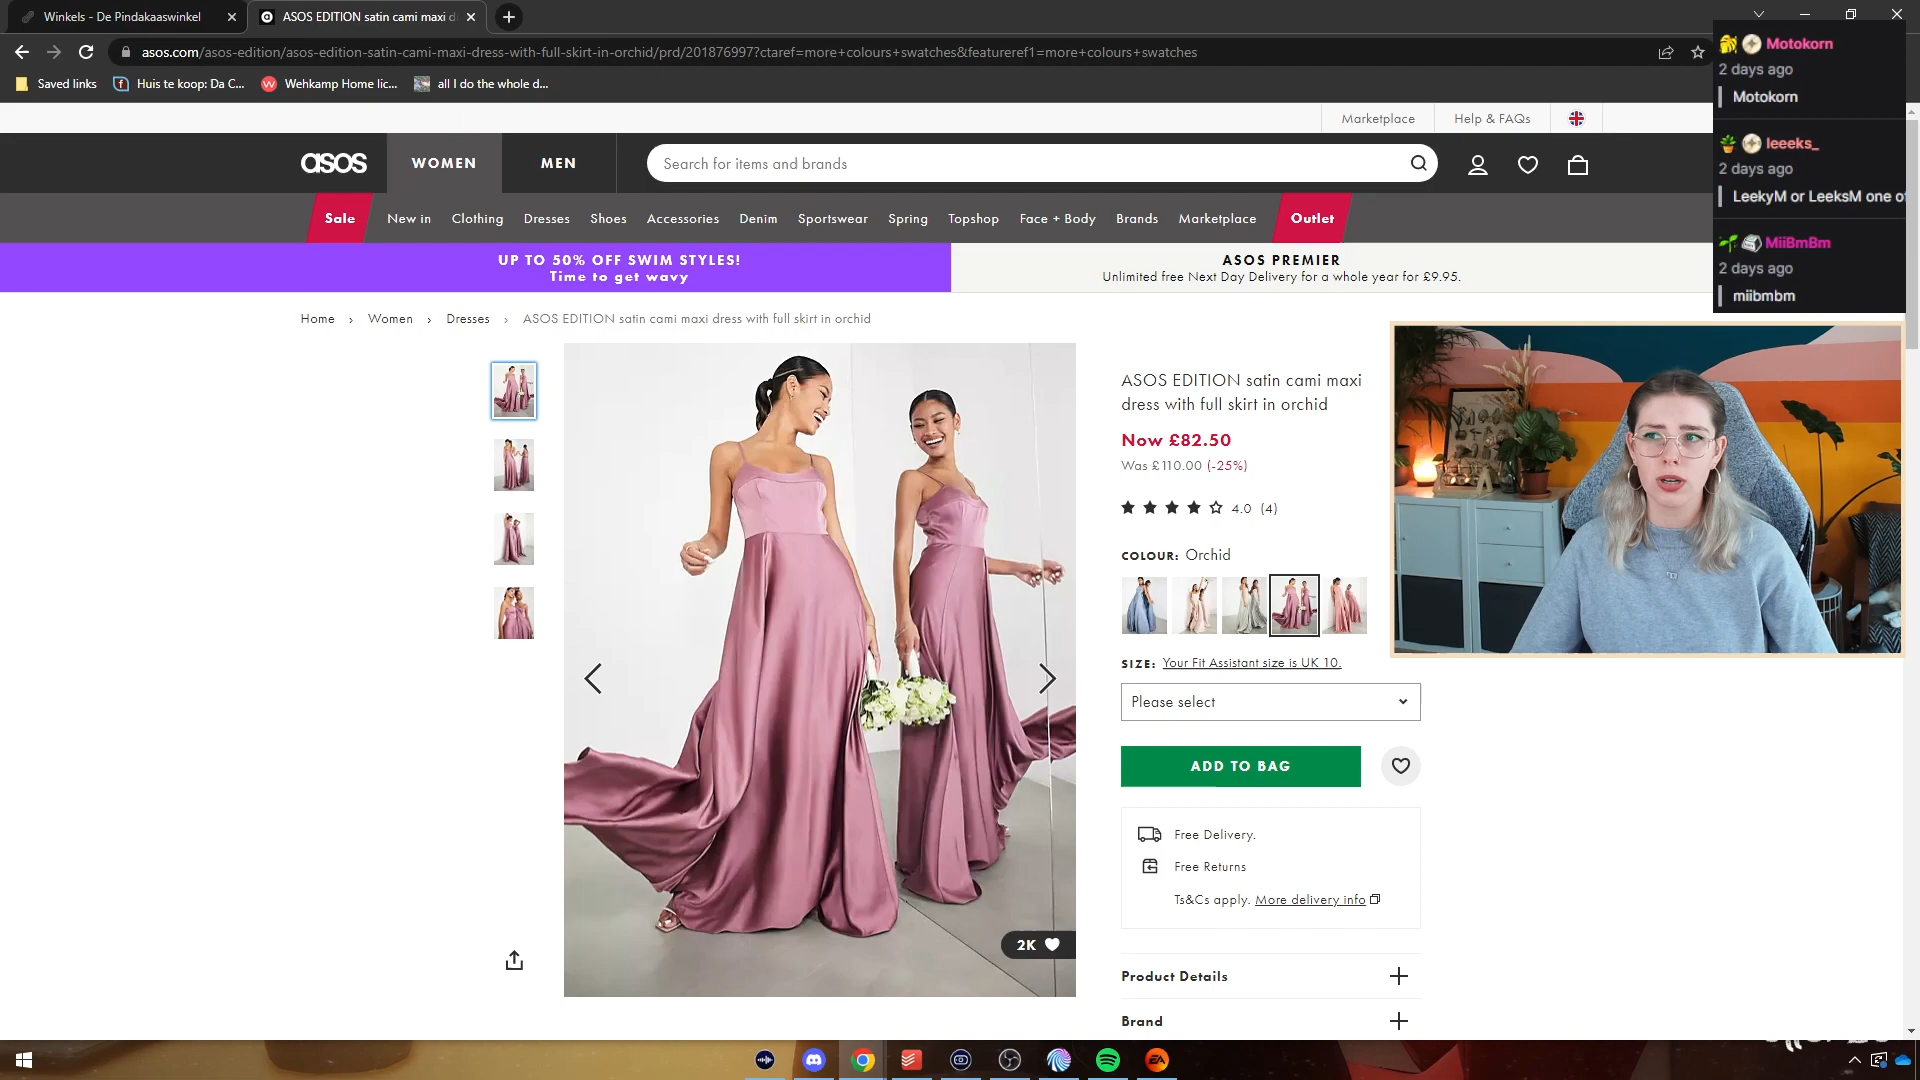 Winkels - De Pindakaaswinkel
ASOS EDITION satin cami maxi d
asos.com/asos-edition/asos-edition-satin-cami-maxi-dress-with-full-skirt-in-orchid/prd/201876997?ctaref=more+colours+swatches&featureref1=more+colours+swatches
Saved links
Huis te koop: Da C...
Wehkamp Home lic...
all I do the whole d...
Motokorn
2 days ago
Motokorn
leeeks_
2 days ago
LeekyM or LeeksM one of
MiiBmBm
2 days ago
miibmbm
Marketplace
Help & FAQs
asos
WOMEN
MEN
Search for items and brands
Sale
New in
Clothing
Dresses
Shoes
Accessories
Denim
Sportswear
Spring
Topshop
Face + Body
Brands
Marketplace
Outlet
UP TO 50% OFF SWIM STYLES!
Time to get wavy
ASOS PREMIER
Unlimited free Next Day Delivery for a whole year for £9.95.
Home › Women › Dresses › ASOS EDITION satin cami maxi dress with full skirt in orchid
ASOS EDITION satin cami maxi
dress with full skirt in orchid
Now £82.50
Was £110.00 (-25%)
4.0 (4)
COLOUR: Orchid
SIZE: Your Fit Assistant size is UK 10.
Please select
ADD TO BAG
Free Delivery.
Free Returns
Ts&Cs apply. More delivery info
2K
Product Details
Brand